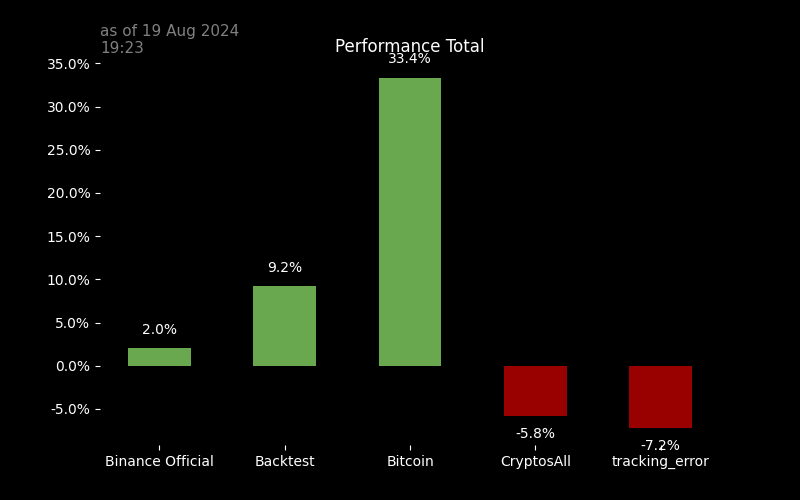 as of 19 Aug 2024
19:23
Performance Total
35.0%
30.0%
25.0%
20.0%
15.0%
10.0%
5.0%
0.0%
-5.0%
2.0%
9.2%
33.4%
-5.8%
-7.2%
Binance Official
Backtest
Bitcoin
CryptosAll
tracking_error